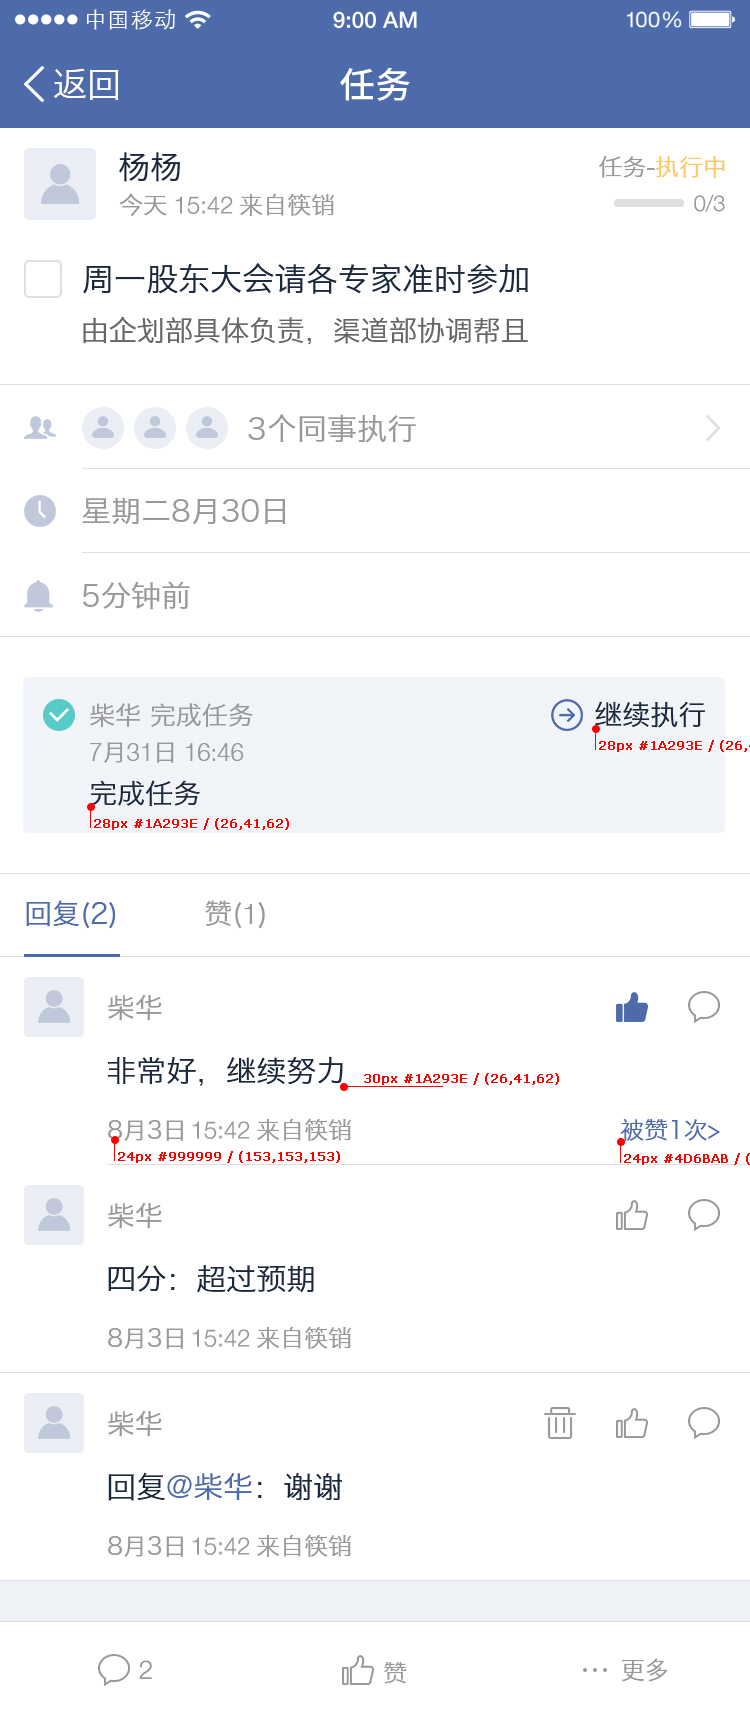 中国移动 9:00 AM 100%
返回 任务
杨杨 任务-执行中
今天 15:42 来自筷销 0/3
周一股东大会请各专家准时参加
由企划部具体负责，渠道部协调帮且
3个同事执行
星期二8月30日
5分钟前
柴华 完成任务 继续执行
28px #1A293E / (26,
7月31日 16:46
完成任务
28px #1A293E / (26,41,62)
回复(2) 赞(1)
柴华
非常好，继续努力 30px #1A293E / (26,41,62)
8月3日 15:42 来自筷销 被赞1次>
24px #999999 / (153,153,153) 24px #4D6BAB / (
柴华
四分：超过预期
8月3日 15:42 来自筷销
柴华
回复@柴华：谢谢
8月3日 15:42 来自筷销
2 赞 ··· 更多